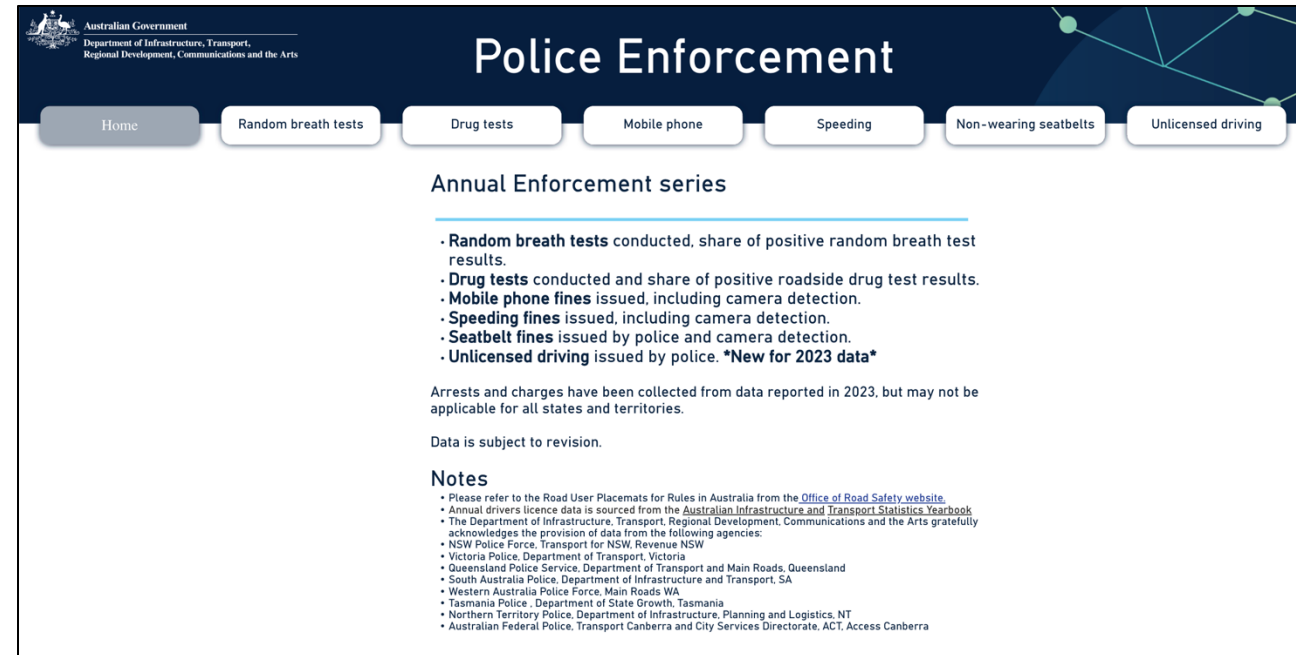 Australian Government
Department of Infrastructure, Transport,
Regional Development, Communications and the Arts
Police Enforcement
Home
Random breath tests
Drug tests
Mobile phone
Speeding
Non-wearing seatbelts
Unlicensed driving
Annual Enforcement series
• Random breath tests conducted, share of positive random breath test
results.
• Drug tests conducted and share of positive roadside drug test results.
• Mobile phone fines issued, including camera detection.
• Speeding fines issued, including camera detection.
• Seatbelt fines issued by police and camera detection.
• Unlicensed driving issued by police. *New for 2023 data*
Arrests and charges have been collected from data reported in 2023, but may not be
applicable for all states and territories.
Data is subject to revision.
Notes
• Please refer to the Road User Placemats for Rules in Australia from the Office of Road Safety website.
• Annual drivers licence data is sourced from the Australian Infrastructure and Transport Statistics Yearbook
• The Department of Infrastructure, Transport, Regional Development, Communications and the Arts gratefully
acknowledges the provision of data from the following agencies:
• NSW Police Force, Transport for NSW, Revenue NSW
• Victoria Police, Department of Transport, Victoria
• Queensland Police Service, Department of Transport and Main Roads, Queensland
• South Australia Police, Department of Infrastructure and Transport, SA
• Western Australia Police Force, Main Roads WA
• Tasmania Police , Department of State Growth, Tasmania
• Northern Territory Police, Department of Infrastructure, Planning and Logistics, NT
• Australian Federal Police, Transport Canberra and City Services Directorate, ACT, Access Canberra